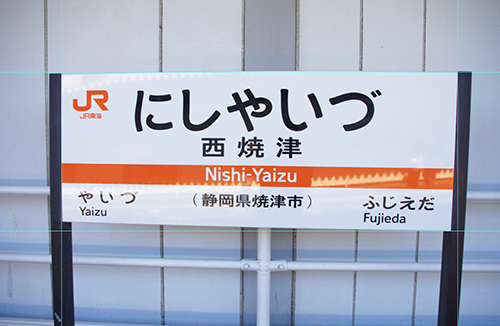 JR
JR東海
にしやいづ
西焼津
Nishi-Yaizu
やいづ
Yaizu
（静岡県焼津市）
ふじえだ
Fujieda